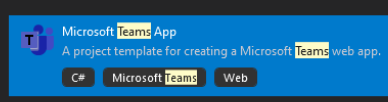 Microsoft Teams App
A project template for creating a Microsoft Teams web app.
C# Microsoft Teams Web